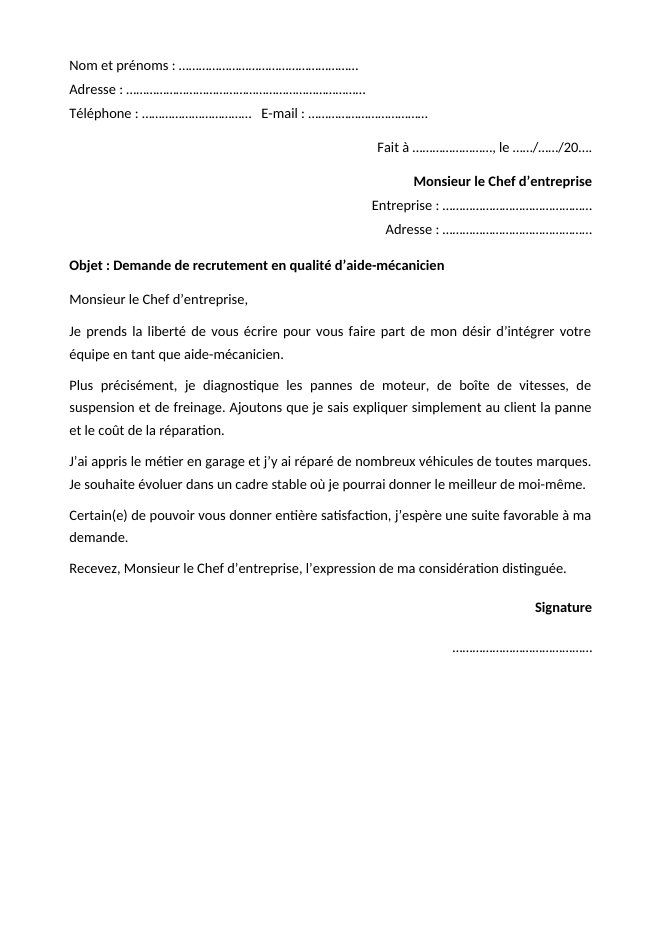 Nom et prénoms : ……………………………………………….
Adresse : ………………………………………………………………
Téléphone : …………………………… E-mail : ………………………………
Fait à ……………………, le ……/……/20….
Monsieur le Chef d’entreprise
Entreprise : ………………………………………
Adresse : ………………………………………
Objet : Demande de recrutement en qualité d’aide-mécanicien
Monsieur le Chef d’entreprise,
Je prends la liberté de vous écrire pour vous faire part de mon désir d’intégrer votre
équipe en tant que aide-mécanicien.
Plus précisément, je diagnostique les pannes de moteur, de boîte de vitesses, de
suspension et de freinage. Ajoutons que je sais expliquer simplement au client la panne
et le coût de la réparation.
J’ai appris le métier en garage et j’y ai réparé de nombreux véhicules de toutes marques.
Je souhaite évoluer dans un cadre stable où je pourrai donner le meilleur de moi-même.
Certain(e) de pouvoir vous donner entière satisfaction, j’espère une suite favorable à ma
demande.
Recevez, Monsieur le Chef d’entreprise, l’expression de ma considération distinguée.
Signature
……………………………………